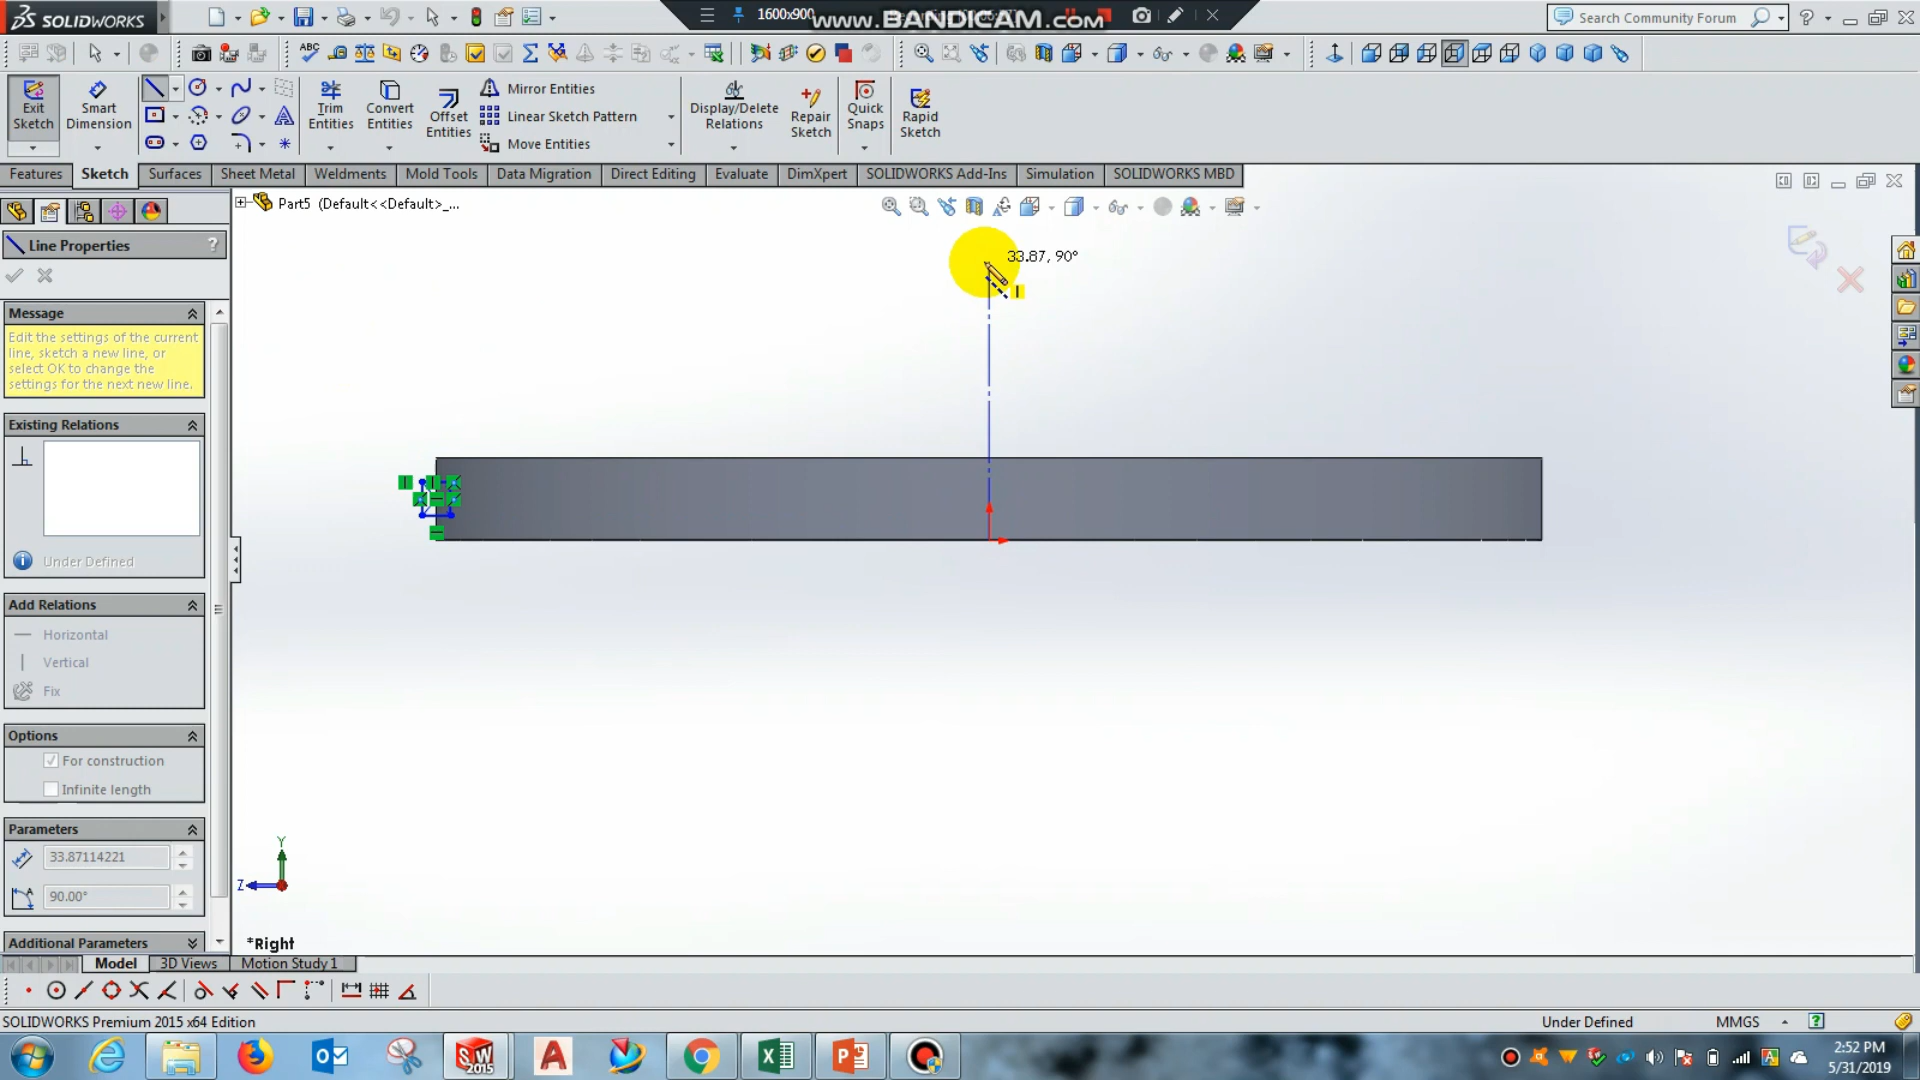 SOLIDWORKS
1600x900
www.BANDICAM.com
Search Community Forum
Exit Sketch
Smart Dimension
Trim Entities
Convert Entities
Offset Entities
Mirror Entities
Linear Sketch Pattern
Move Entities
Display/Delete Relations
Repair Sketch
Quick Snaps
Rapid Sketch
Features
Sketch
Surfaces
Sheet Metal
Weldments
Mold Tools
Data Migration
Direct Editing
Evaluate
DimXpert
SOLIDWORKS Add-Ins
Simulation
SOLIDWORKS MBD
Part5 (Default<<Default>_...
Line Properties
?
33.87, 90°
Message
Edit the settings of the current
line, sketch a new line, or
select OK to change the
settings for the next new line.
Existing Relations
Under Defined
Add Relations
Horizontal
Vertical
Fix
Options
For construction
Infinite length
Parameters
33.87114221
90.00°
Additional Parameters
Y
Z
*Right
Model
3D Views
Motion Study 1
SOLIDWORKS Premium 2015 x64 Edition
Under Defined
MMGS
2:52 PM
5/31/2019